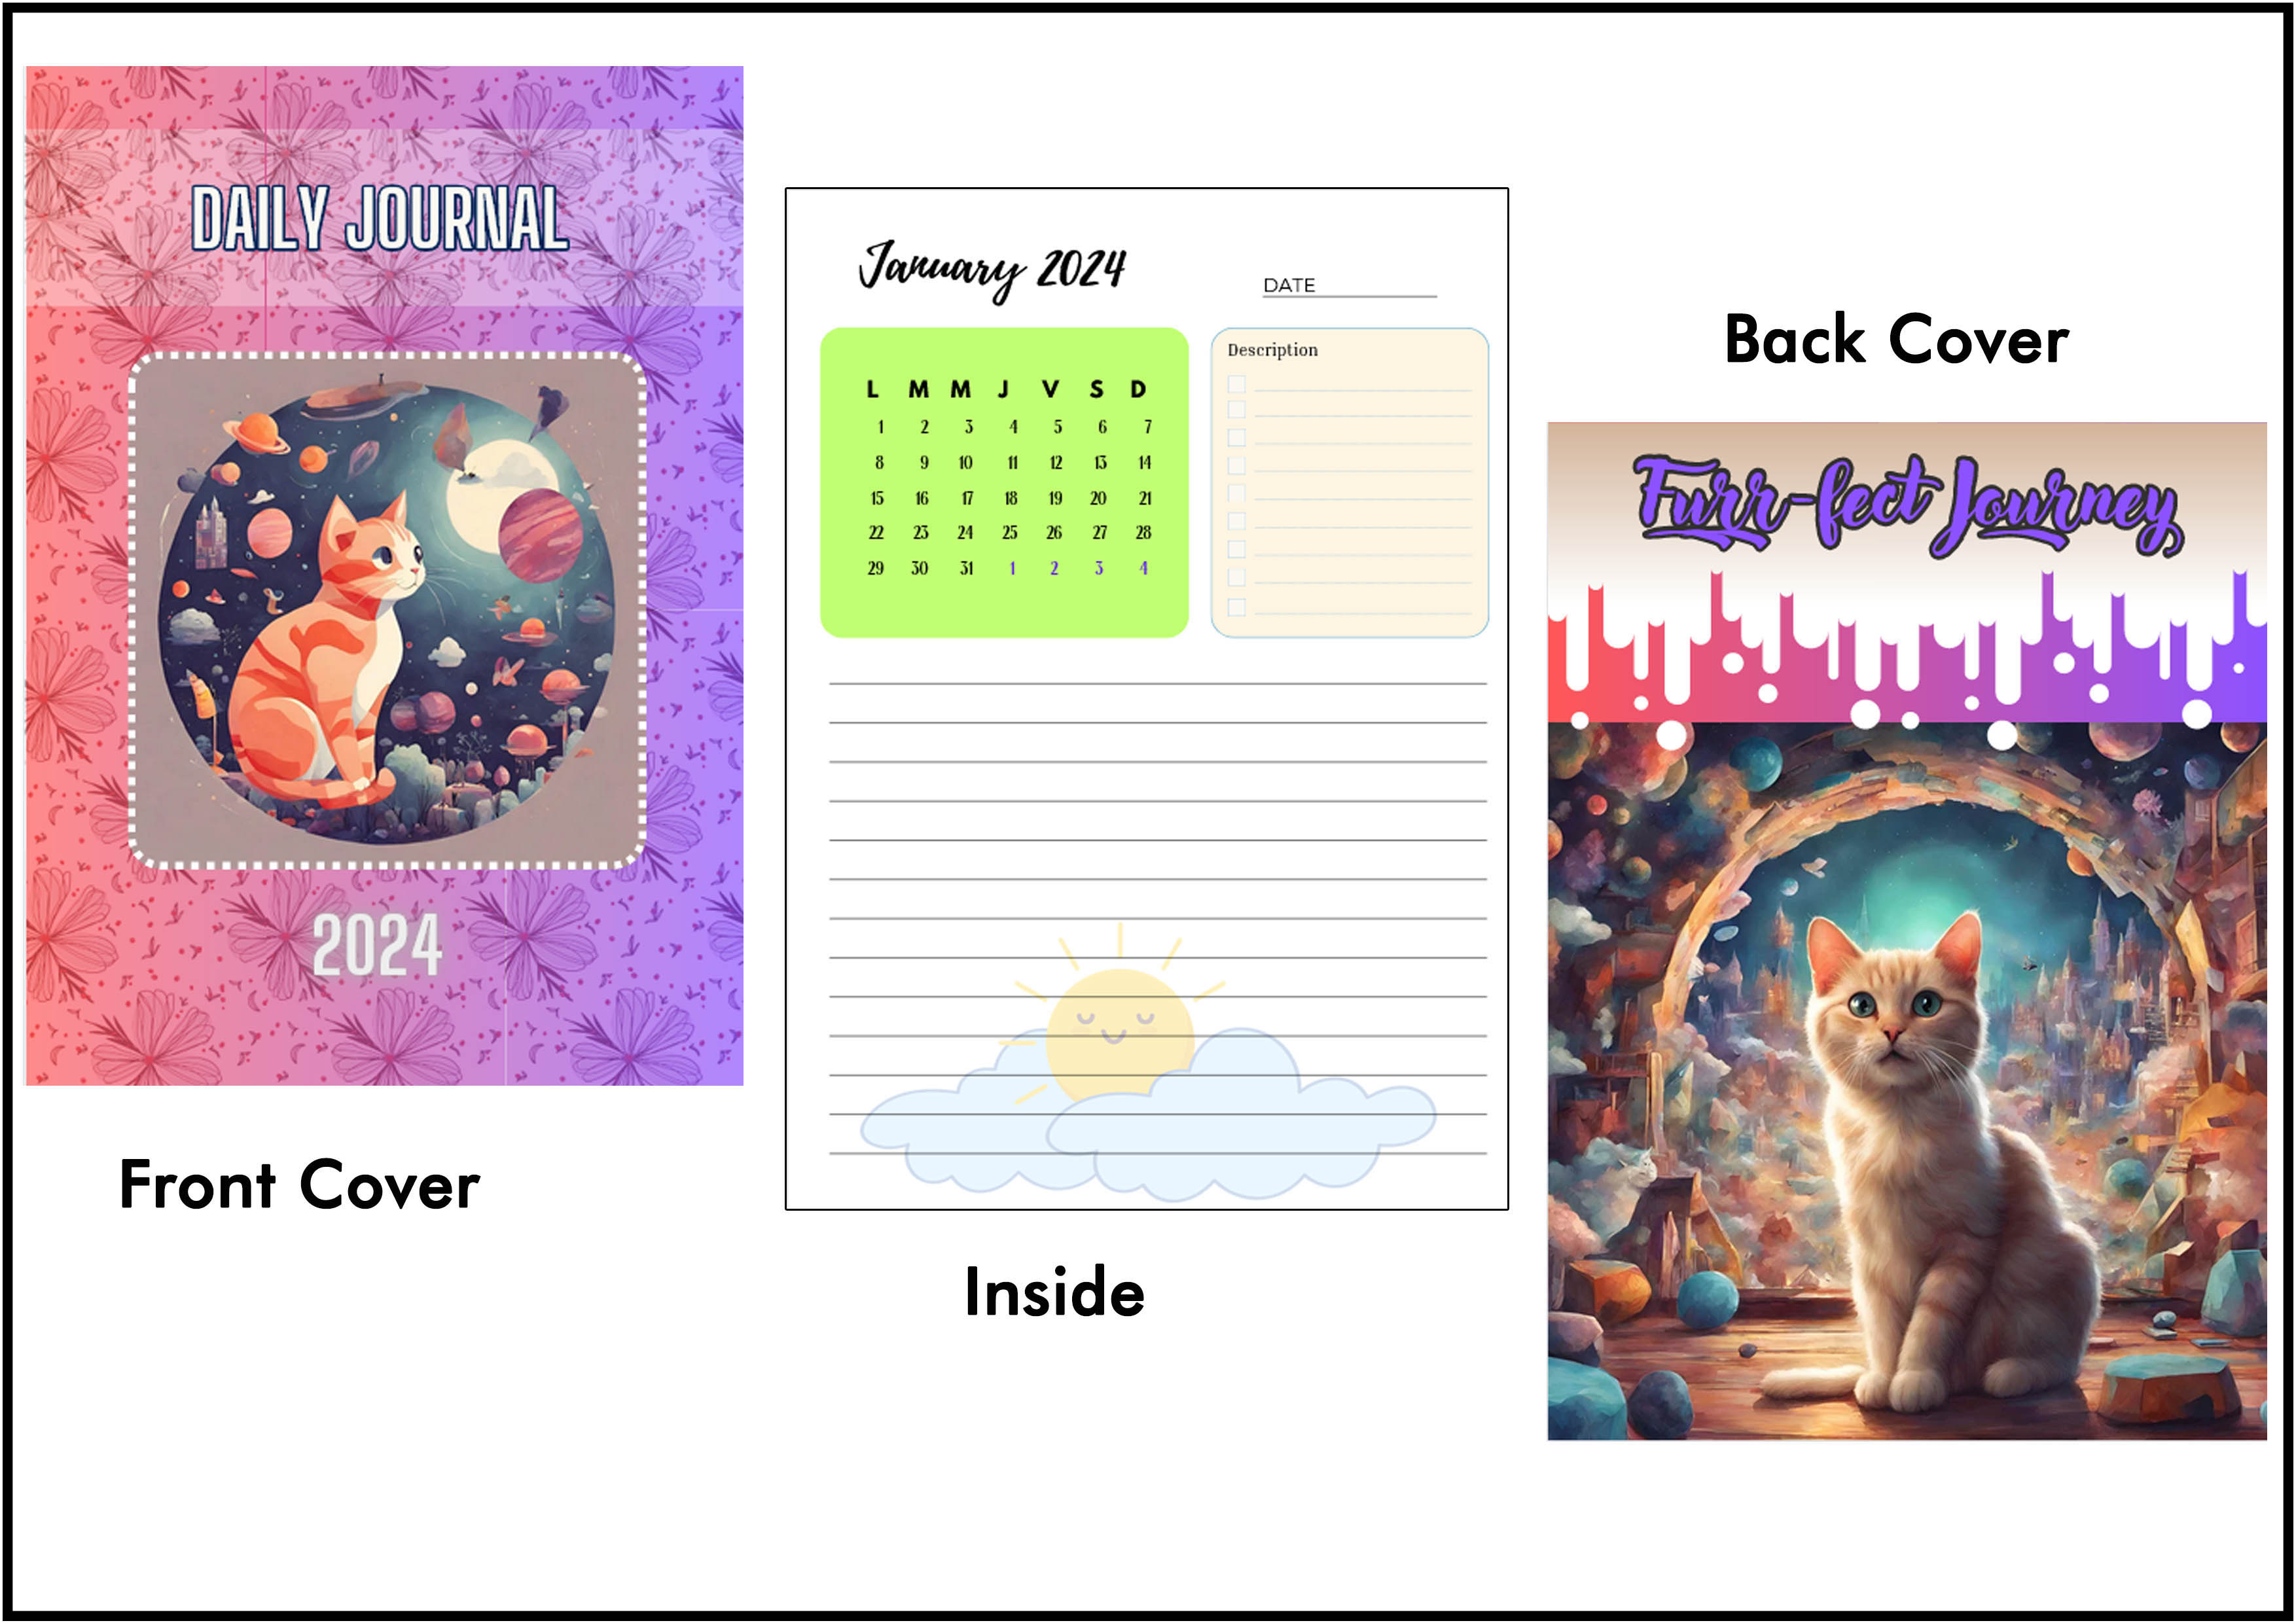 DAILY JOURNAL
2024
Front Cover
January 2024
DATE
L M M J V S D
1 2 3 4 5 6 7
8 9 10 11 12 13 14
15 16 17 18 19 20 21
22 23 24 25 26 27 28
29 30 31 1 2 3 4
Description
Inside
Back Cover
Furr-fect Journey